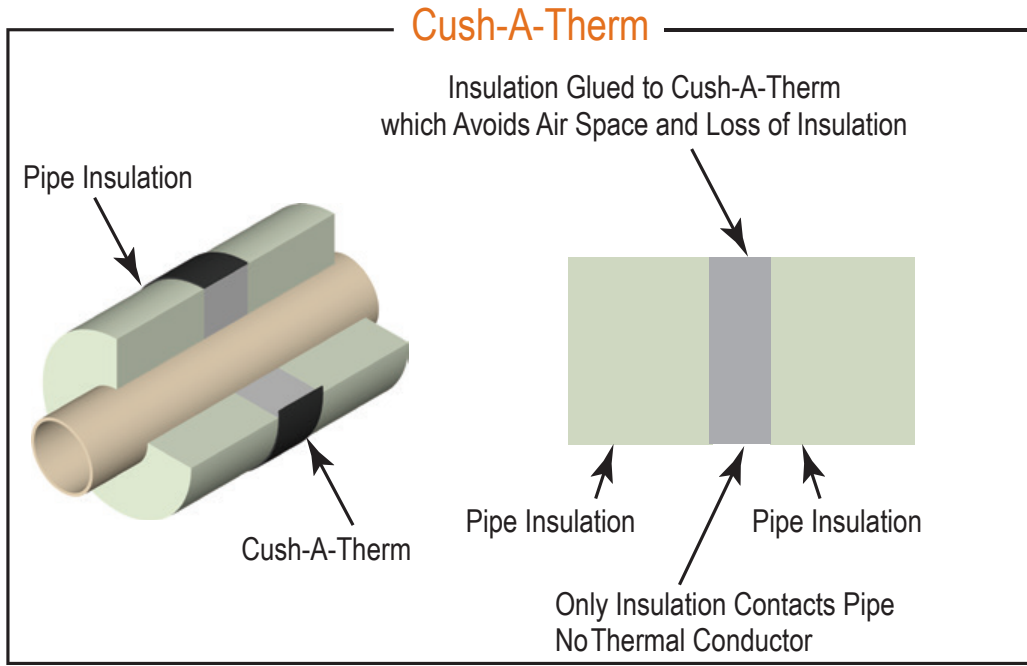 Cush-A-Therm
Insulation Glued to Cush-A-Therm
which Avoids Air Space and Loss of Insulation
Pipe Insulation
Pipe Insulation
Pipe Insulation
Cush-A-Therm
Only Insulation Contacts Pipe
No Thermal Conductor